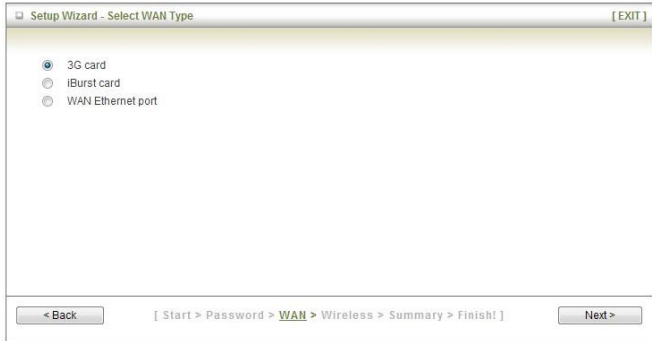 Setup Wizard - Select WAN Type [ EXIT ]
3G card
iBurst card
WAN Ethernet port
< Back [ Start > Password > WAN > Wireless > Summary > Finish! ] Next >